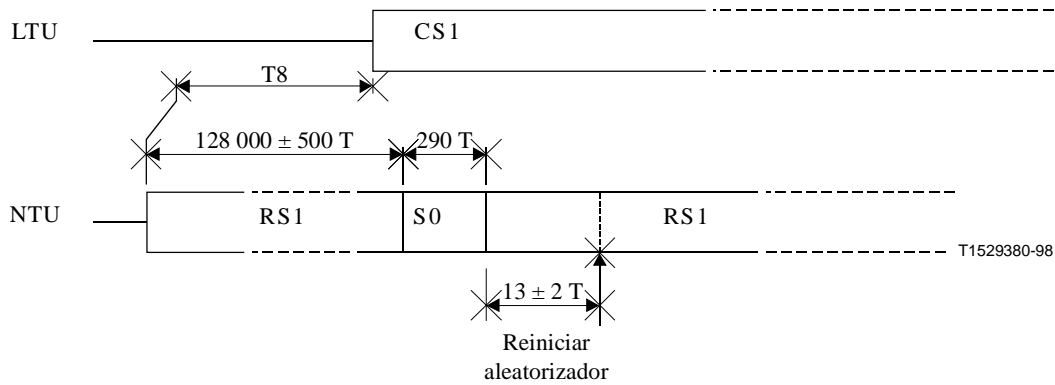 LTU
CS1
T8
128 000 ± 500 T
290 T
NTU
RS1
S0
RS1
T1529380-98
13 ± 2 T
Reiniciar
aleatorizador